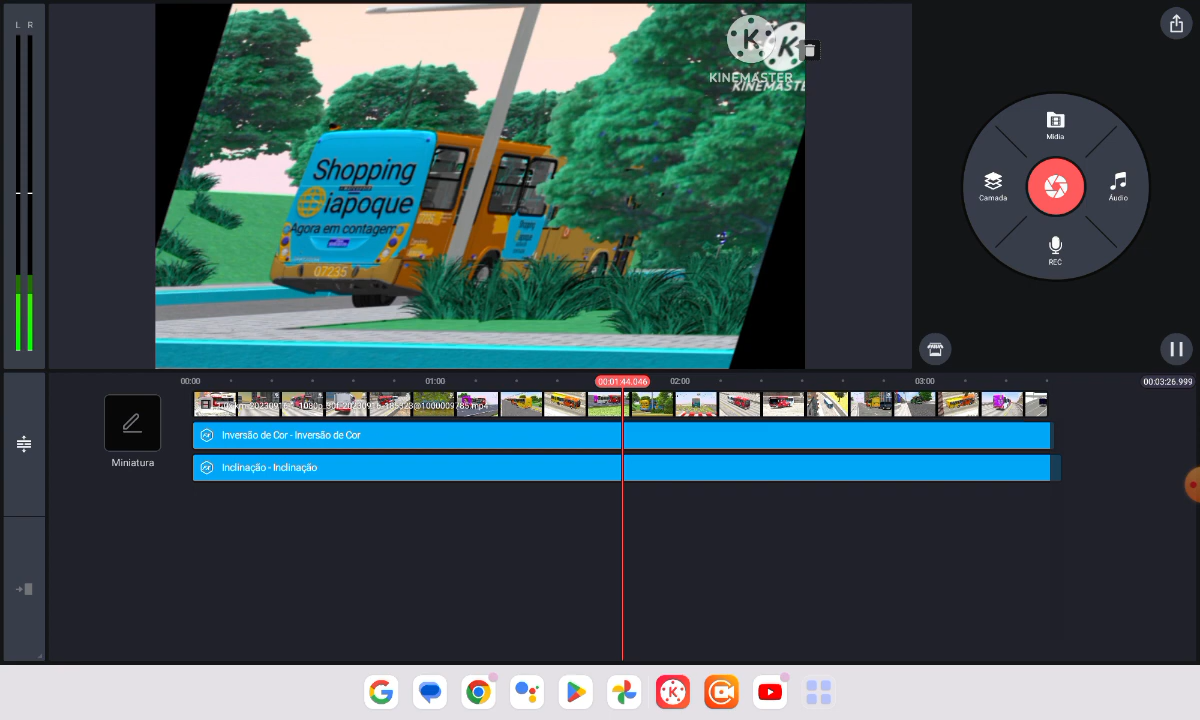 L R
KINEMASTER
KINEMASTE
Shopping
iapoque
Agora em contagem
07235
Mídia
Camada
Áudio
REC
00:00
01:00
00:01:44.046
02:00
03:00
00:03:26.999
Miniatura
Inversão de Cor - Inversão de Cor
Inclinação - Inclinação